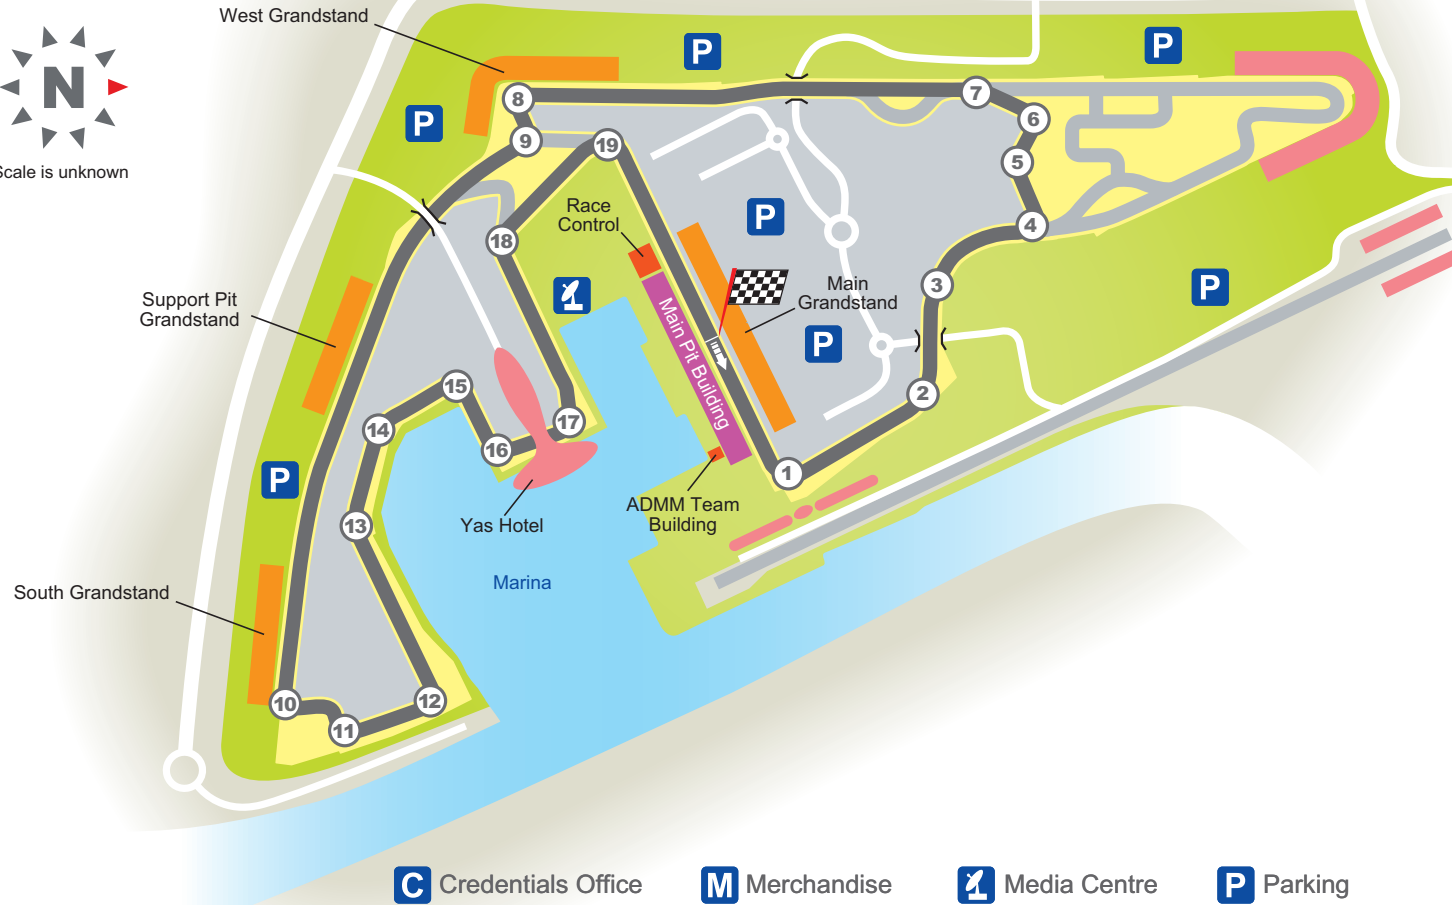 West Grandstand
N
Scale is unknown
P
P
P
8
7
6
9
19
5
Race
Control
P
4
18
3
Main
Grandstand
P
Support Pit
Grandstand
Main Pit Building
P
15
2
14
17
16
1
P
ADMM Team
Building
13
Yas Hotel
Marina
South Grandstand
10
12
11
C Credentials Office
M Merchandise
Media Centre
P Parking